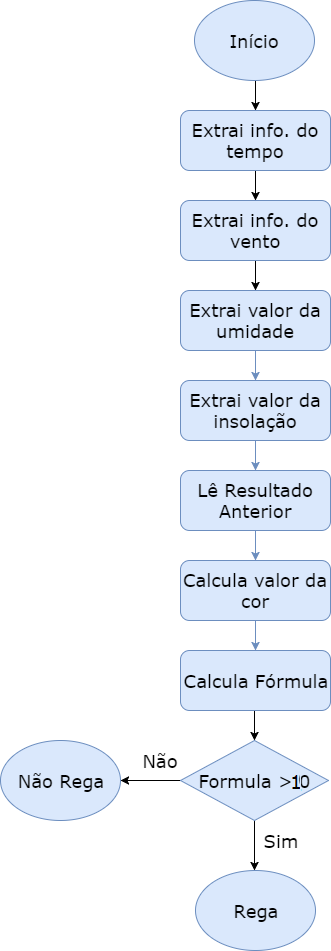 Início
Extrai info. do
tempo
Extrai info. do
vento
Extrai valor da
umidade
Extrai valor da
insolação
Lê Resultado
Anterior
Calcula valor da
cor
Calcula Fórmula
Formula >10
Não
Não Rega
Sim
Rega